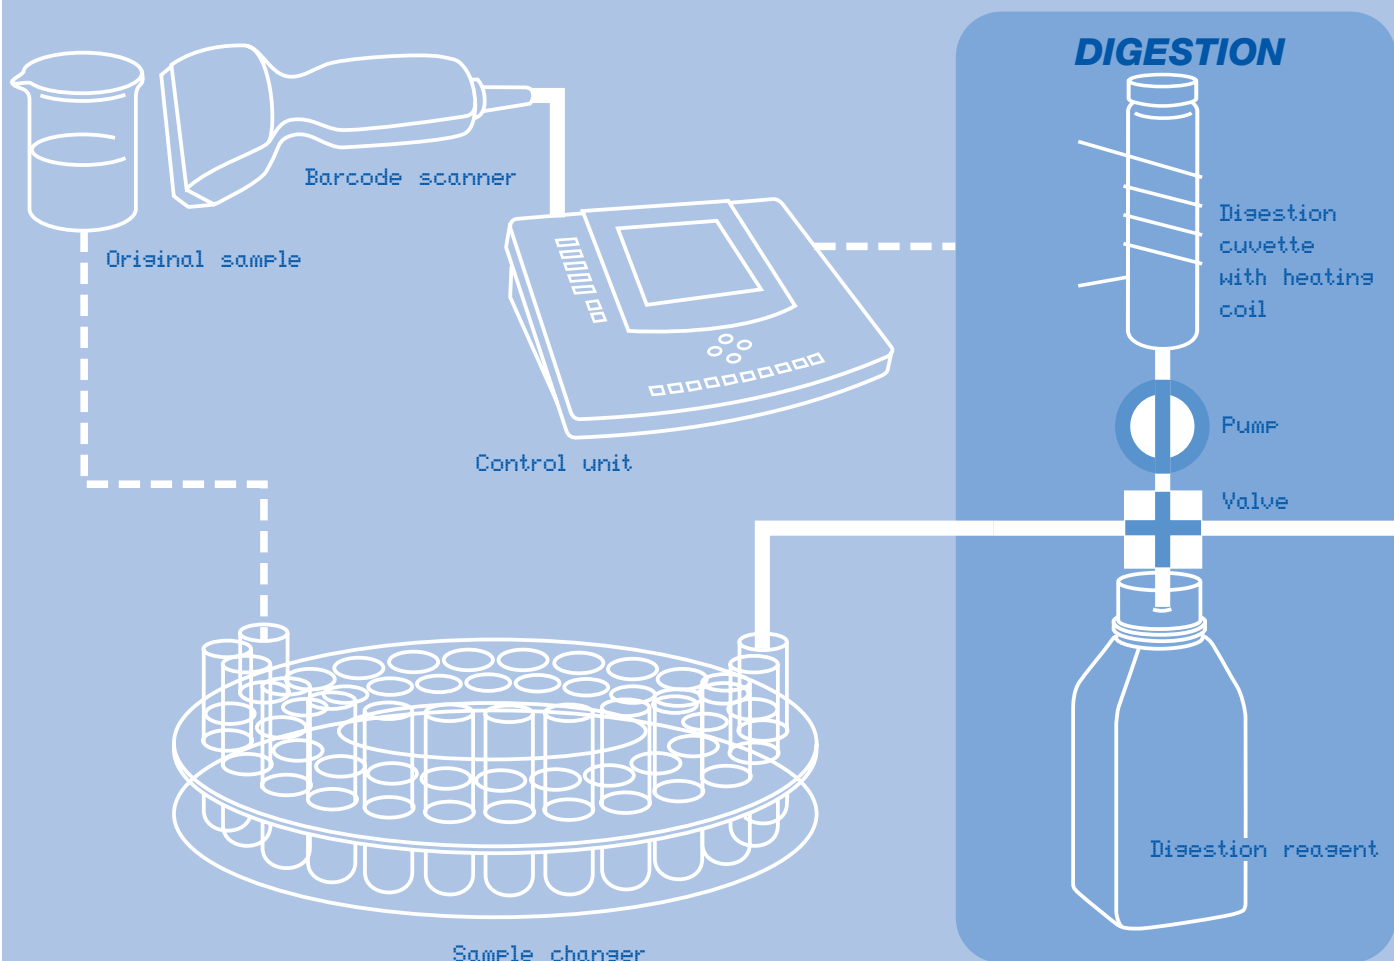 DIGESTION
Barcode scanner
Original sample
Digestion
cuvette
with heating
coil
Pump
Control unit
Valve
Digestion reagent
Sample changer